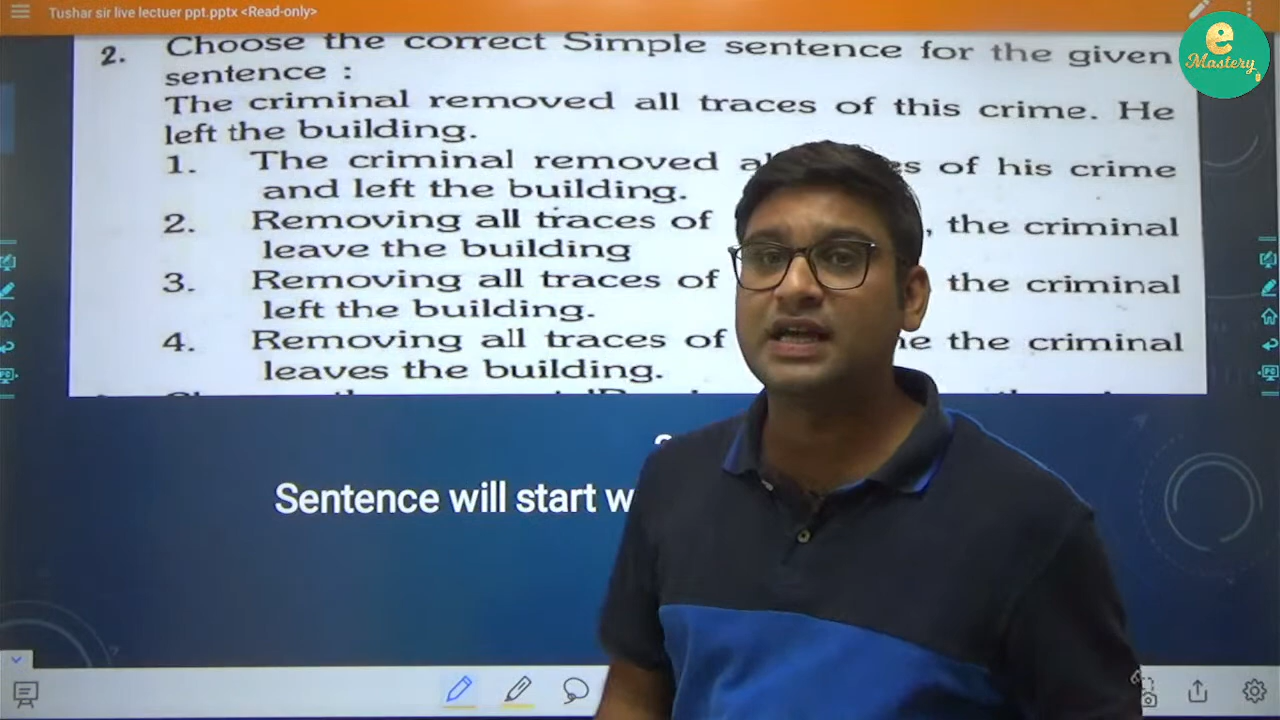 Tushar sir live lectuer ppt.pptx <Read-only>
e
Mastery
2. Choose the correct Simple sentence for the given
sentence :
The criminal removed all traces of this crime. He
left the building.
1. The criminal removed of his crime
and left the building.
2. Removing all traces of , the criminal
leave the building
3. Removing all traces of the criminal
left the building.
4. Removing all traces of the criminal
leaves the building.
Sentence will start